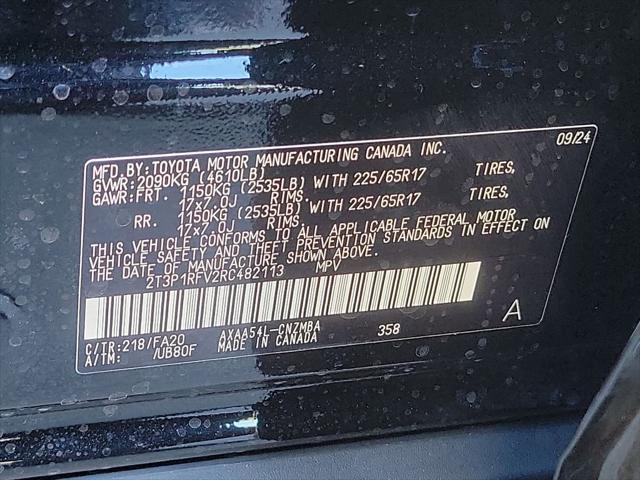 09/24
MFD. BY: TOYOTA MOTOR MANUFACTURING CANADA INC.
GVWR: 2090KG (4610LB)
GAWR: FRT. 1150KG (2535LB) WITH 225/65R17 TIRES,
17x7.0J RIMS.
RR. 1150KG (2535LB) WITH 225/65R17 TIRES,
17x7.0J RIMS.
THIS VEHICLE CONFORMS TO ALL APPLICABLE FEDERAL MOTOR
VEHICLE SAFETY AND THEFT PREVENTION STANDARDS IN EFFECT ON
THE DATE OF MANUFACTURE SHOWN ABOVE.
2T3P1RFV2RC482113 MPV
C/TR: 218/FA20 AXAA54L-CNZMBA 358 A
A/TM: /UB80F MADE IN CANADA